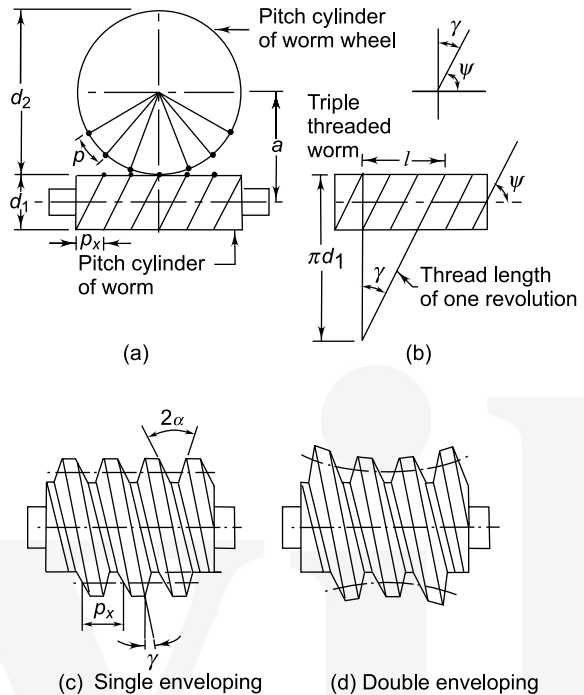 Pitch cylinder
of worm wheel
d2
p
a
d1
px
Pitch cylinder
of worm
(a)
γ
ψ
Triple
threaded
worm
l
ψ
πd1
γ
Thread length
of one revolution
(b)
2α
px
γ
(c) Single enveloping
(d) Double enveloping